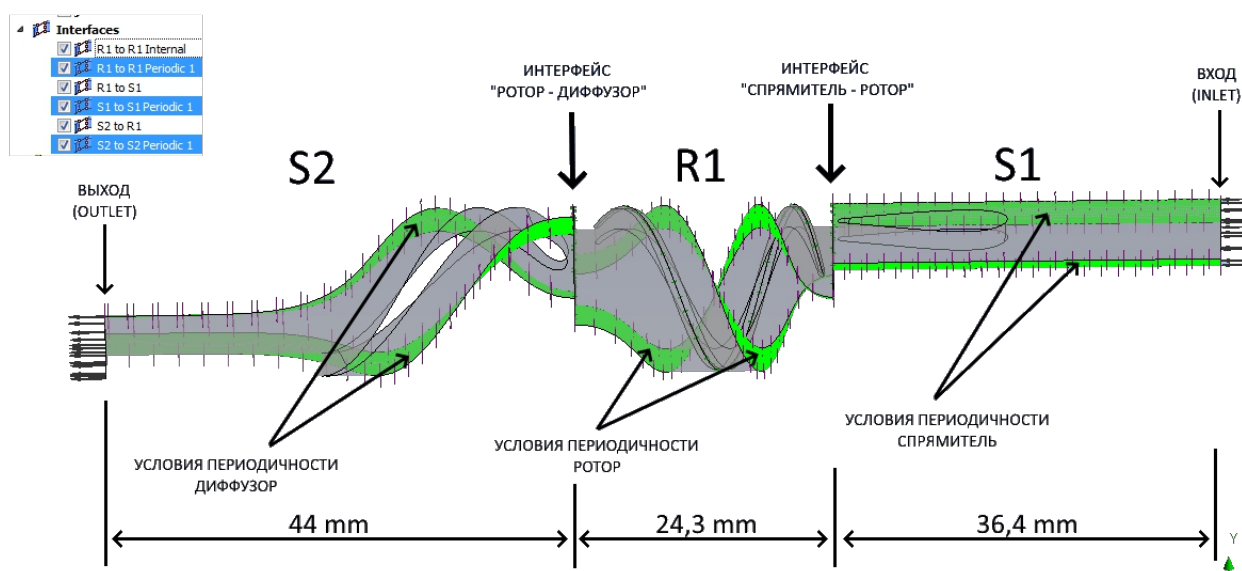 Interfaces
R1 to R1 Internal
R1 to R1 Periodic 1
R1 to S1
S1 to S1 Periodic 1
S2 to R1
S2 to S2 Periodic 1
ИНТЕРФЕЙС
"РОТОР - ДИФФУЗОР"
ИНТЕРФЕЙС
"СПРЯМИТЕЛЬ - РОТОР"
ВХОД
(INLET)
S2
R1
S1
ВЫХОД
(OUTLET)
УСЛОВИЯ ПЕРИОДИЧНОСТИ
ДИФФУЗОР
УСЛОВИЯ ПЕРИОДИЧНОСТИ
РОТОР
УСЛОВИЯ ПЕРИОДИЧНОСТИ
СПРЯМИТЕЛЬ
44 mm
24,3 mm
36,4 mm
Y